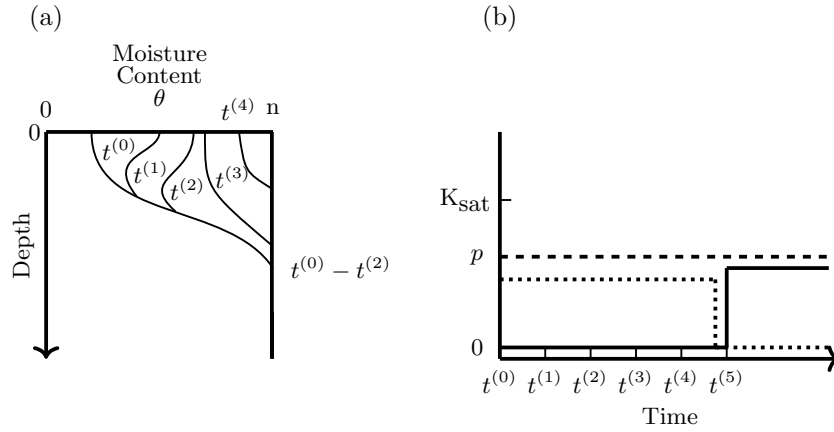 (a)
Moisture
Content
θ
0
t^(4)
n
0
t^(0)
t^(1)
t^(2)
t^(3)
Depth
t^(0) − t^(2)
(b)
K_sat
p
0
t^(0) t^(1) t^(2) t^(3) t^(4) t^(5)
Time